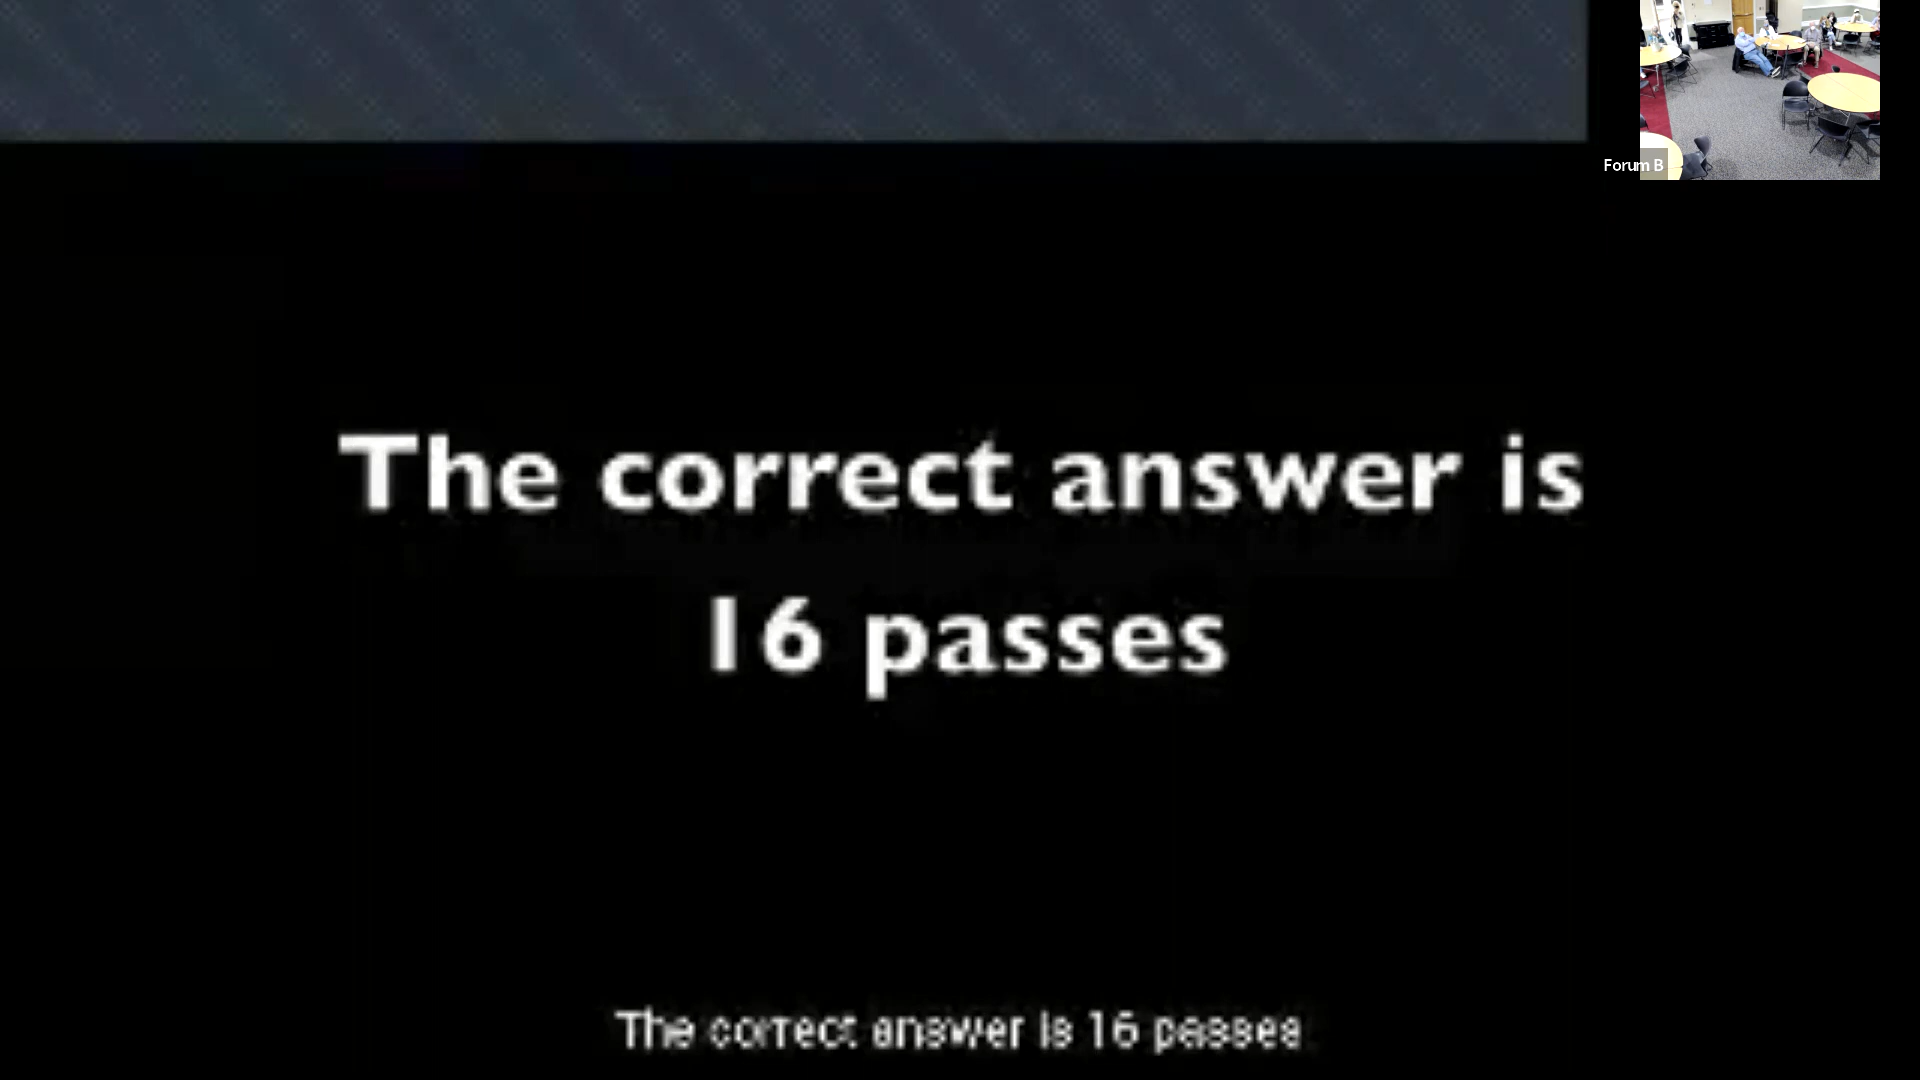 Forum B
The correct answer is
16 passes
The correct answer is 16 passes